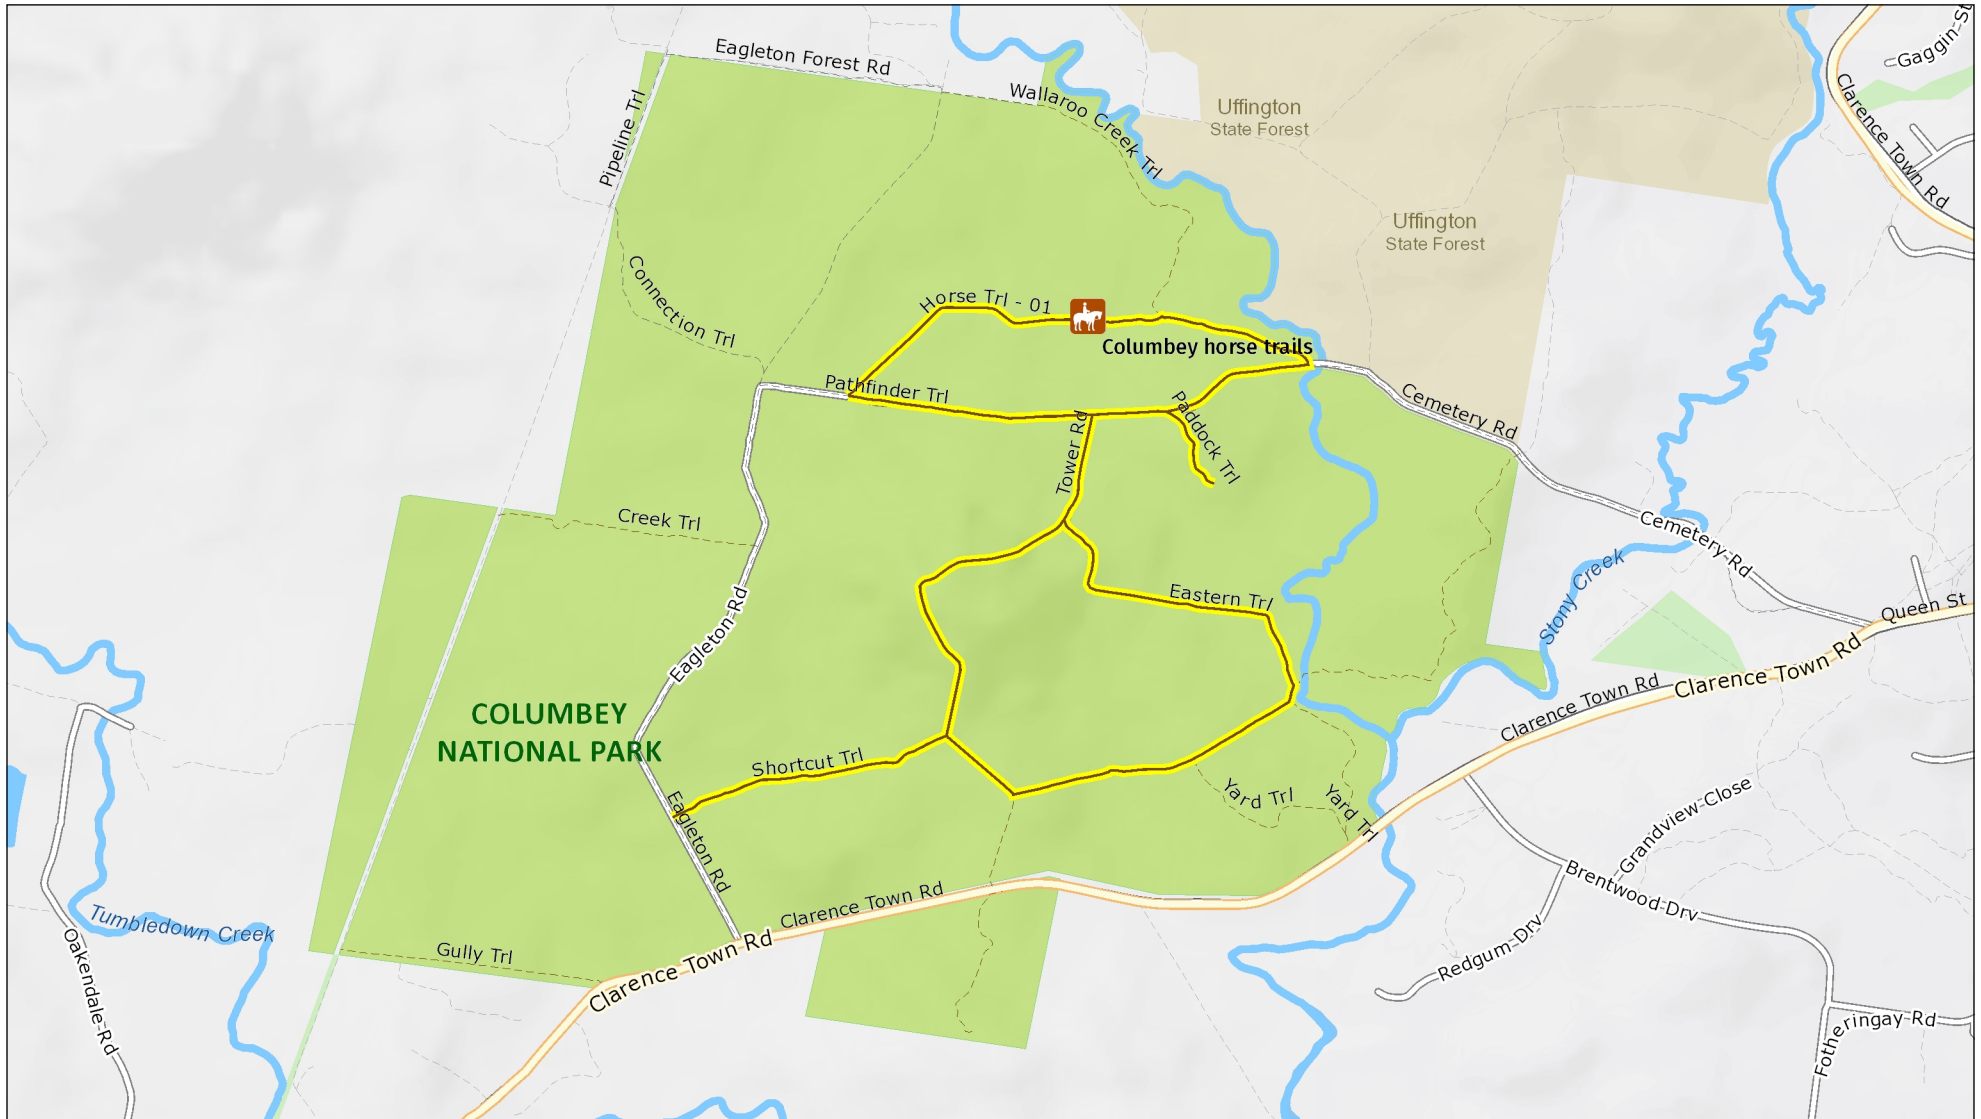 Eagleton Forest Rd
Pipeline Trl
Wallaroo Creek Trl
Uffington
State Forest
Gaggin St
Clarence Town Rd
Uffington
State Forest
Connection Trl
Horse Trl - 01
Columbey horse trails
Pathfinder Trl
Tower Rd
Paddock Trl
Cemetery Rd
Creek Trl
Cemetery Rd
Stony Creek
Eagleton Rd
Eastern Trl
Queen St
Clarence Town Rd
Clarence Town Rd
COLUMBEY
NATIONAL PARK
Shortcut Trl
Eagleton Rd
Yard Trl
Yard Trl
Grandview Close
Brentwood Drv
Redgum Drv
Clarence Town Rd
Clarence Town Rd
Tumbledown Creek
Gully Trl
Oakendale Rd
Fotheringay Rd